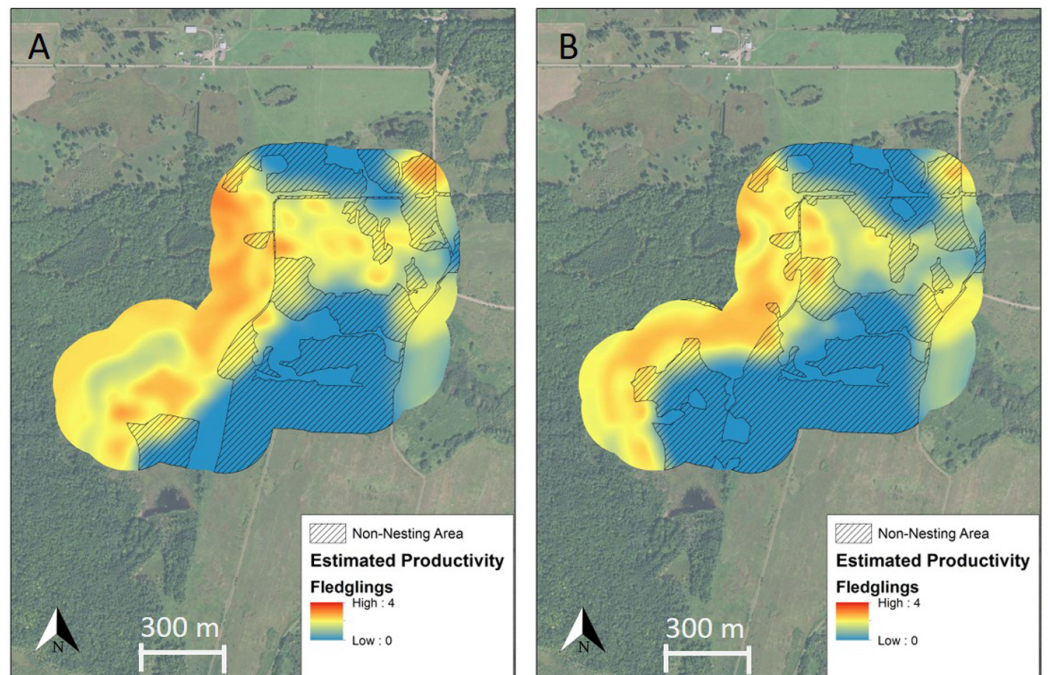 A
Non-Nesting Area
Estimated Productivity
Fledglings
High : 4
Low : 0
N
300 m
B
Non-Nesting Area
Estimated Productivity
Fledglings
High : 4
Low : 0
N
300 m